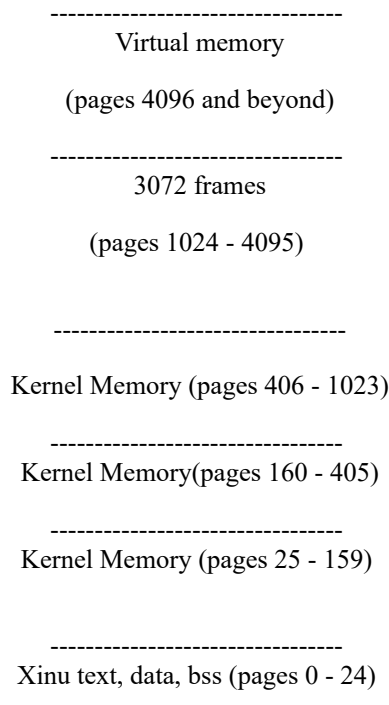 ---------------------------------
Virtual memory
(pages 4096 and beyond)
---------------------------------
3072 frames
(pages 1024 - 4095)
---------------------------------
Kernel Memory (pages 406 - 1023)
---------------------------------
Kernel Memory(pages 160 - 405)
---------------------------------
Kernel Memory (pages 25 - 159)
---------------------------------
Xinu text, data, bss (pages 0 - 24)